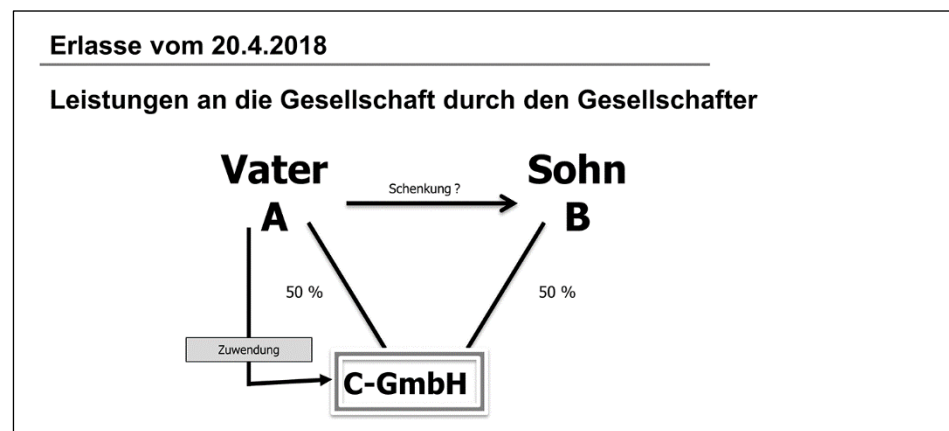 Erlasse vom 20.4.2018
Leistungen an die Gesellschaft durch den Gesellschafter
Vater
Sohn
Schenkung ?
A
B
50 %
50 %
Zuwendung
C-GmbH